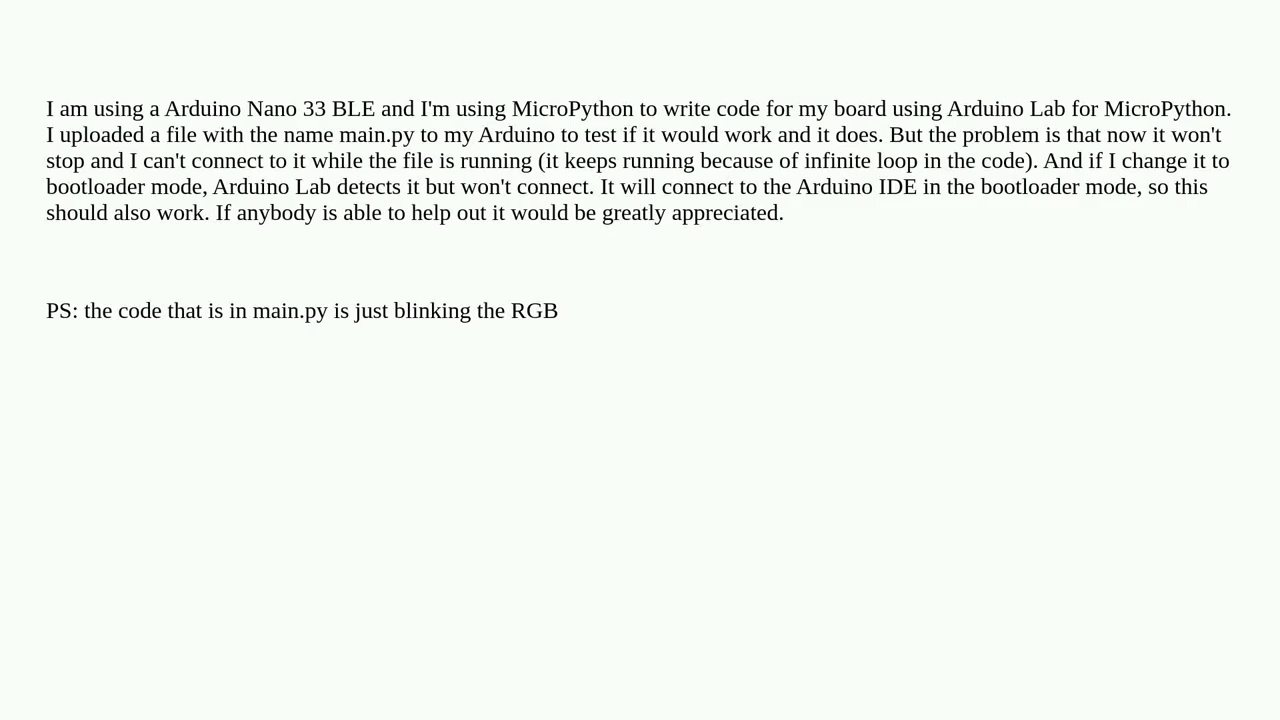 I am using a Arduino Nano 33 BLE and I'm using MicroPython to write code for my board using Arduino Lab for MicroPython.
I uploaded a file with the name main.py to my Arduino to test if it would work and it does. But the problem is that now it won't
stop and I can't connect to it while the file is running (it keeps running because of infinite loop in the code). And if I change it to
bootloader mode, Arduino Lab detects it but won't connect. It will connect to the Arduino IDE in the bootloader mode, so this
should also work. If anybody is able to help out it would be greatly appreciated.
PS: the code that is in main.py is just blinking the RGB